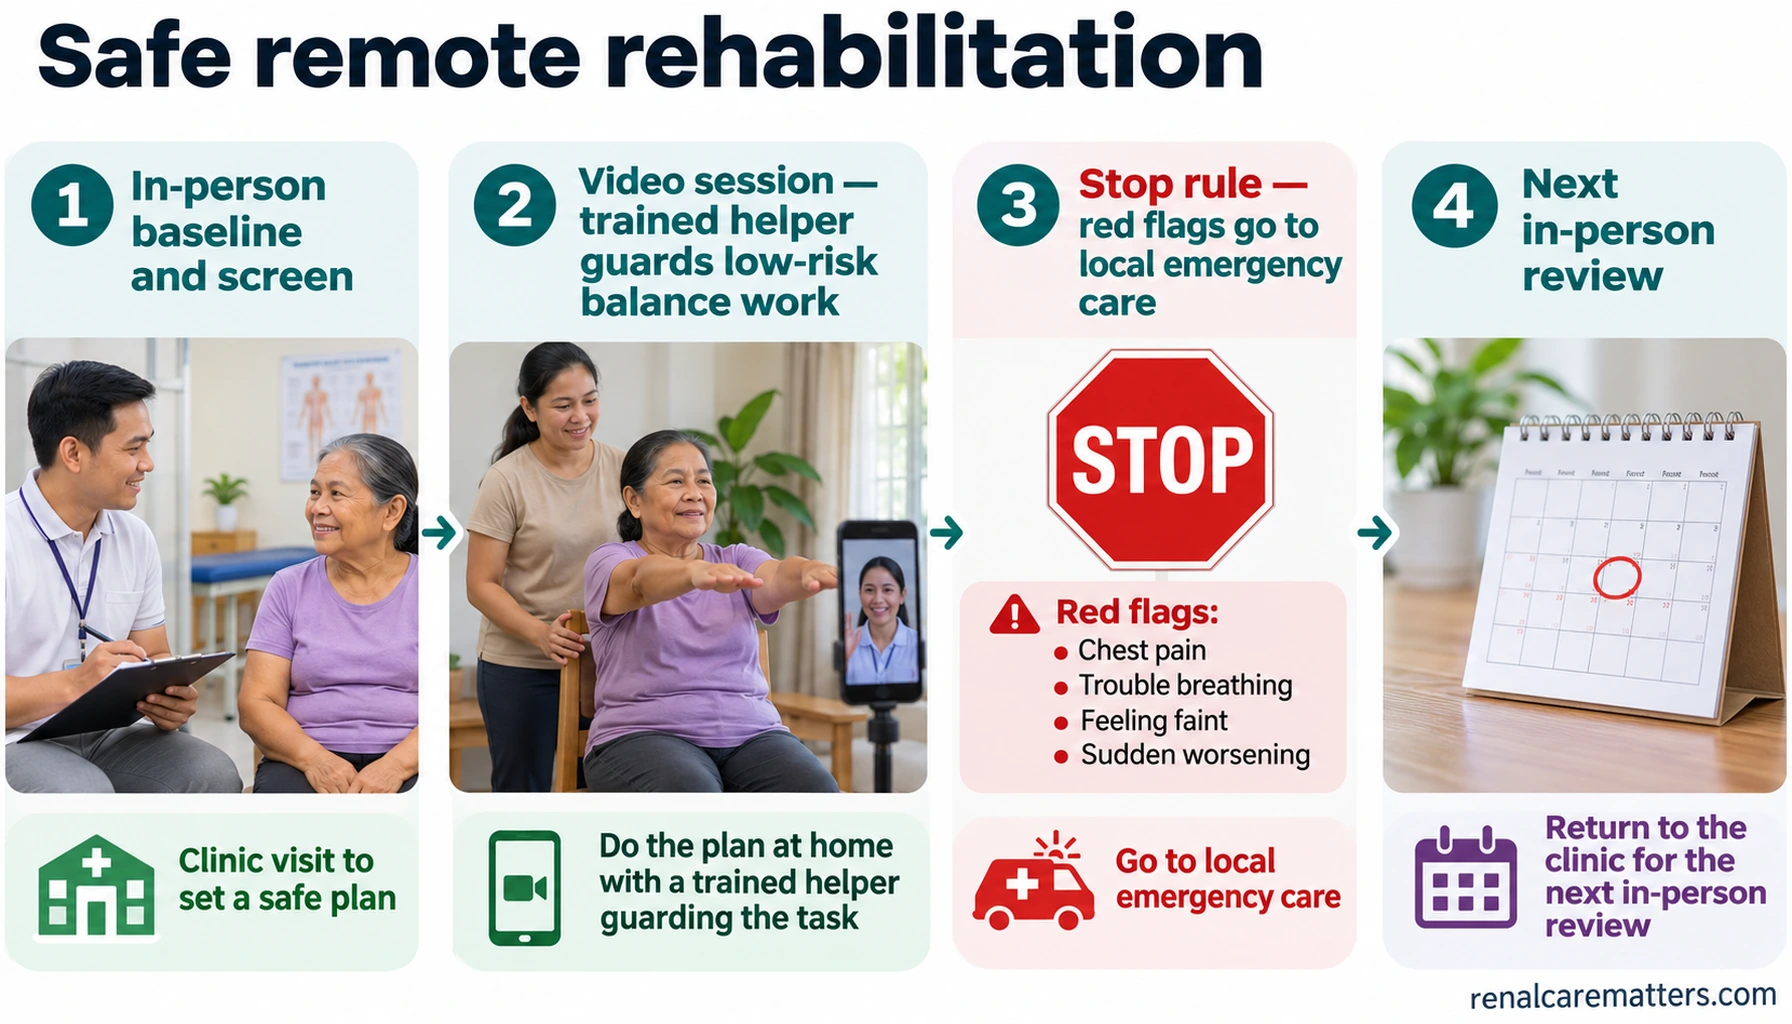 Safe remote rehabilitation
1
In-person
baseline
and screen
Clinic visit to
set a safe plan
2
Video session —
trained helper
guards low-risk
balance work
Do the plan at home
with a trained helper
guarding the task
3
Stop rule —
red flags go to
local emergency
care
STOP
Red flags:
• Chest pain
• Trouble breathing
• Feeling faint
• Sudden worsening
Go to local
emergency care
4
Next
in-person
review
Return to the
clinic for the
next in-person
review
renalcarematters.com